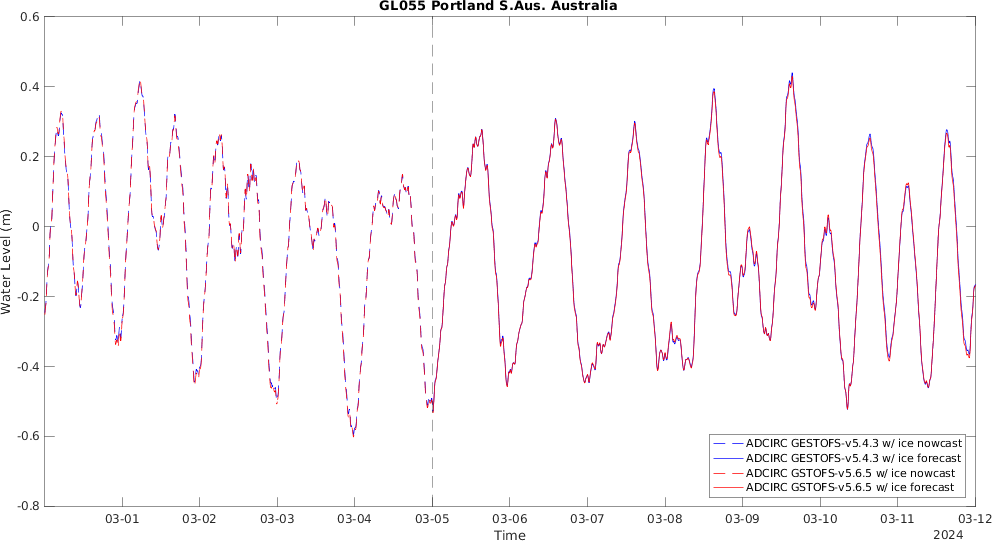 GL055 Portland S.Aus. Australia
0.6
0.4
0.2
0
-0.2
-0.4
-0.6
-0.8
Water Level (m)
03-01 03-02 03-03 03-04 03-05 03-06 03-07 03-08 03-09 03-10 03-11 03-12
Time
2024
ADCIRC GESTOFS-v5.4.3 w/ ice nowcast
ADCIRC GESTOFS-v5.4.3 w/ ice forecast
ADCIRC GSTOFS-v5.6.5 w/ ice nowcast
ADCIRC GSTOFS-v5.6.5 w/ ice forecast